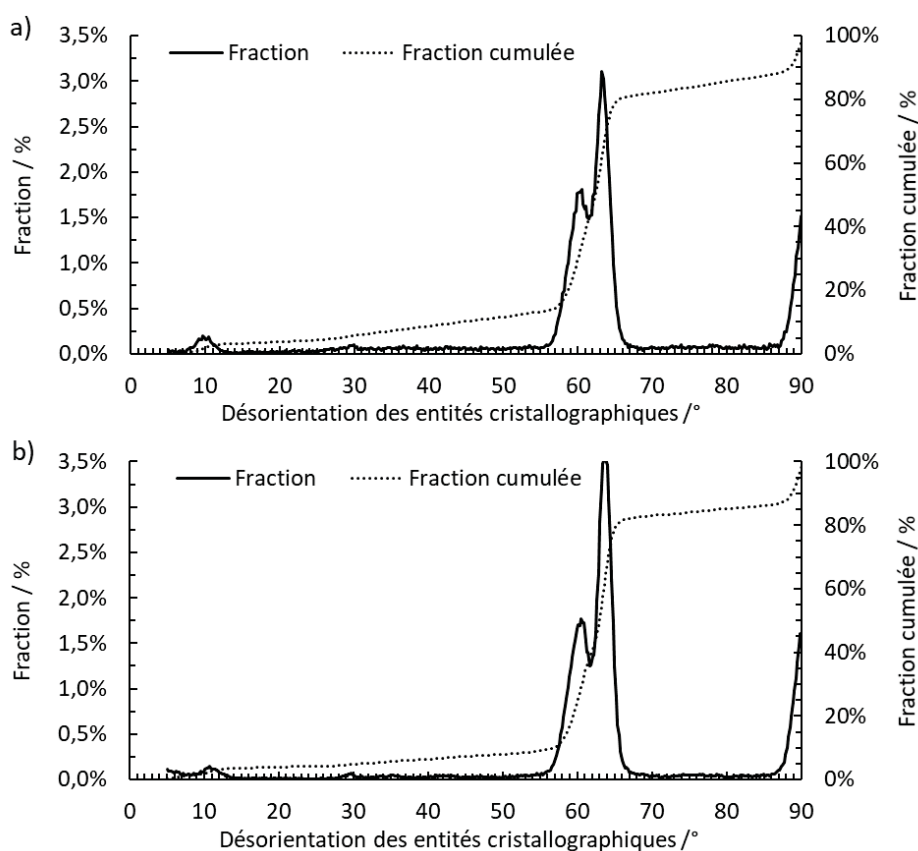 a)
Fraction
Fraction cumulée
3,5%
3,0%
2,5%
2,0%
1,5%
1,0%
0,5%
0,0%
Fraction / %
100%
80%
60%
40%
20%
0%
Fraction cumulée / %
0 10 20 30 40 50 60 70 80 90
Désorientation des entités cristallographiques /°
b)
Fraction
Fraction cumulée
3,5%
3,0%
2,5%
2,0%
1,5%
1,0%
0,5%
0,0%
Fraction / %
100%
80%
60%
40%
20%
0%
Fraction cumulée / %
0 10 20 30 40 50 60 70 80 90
Désorientation des entités cristallographiques /°